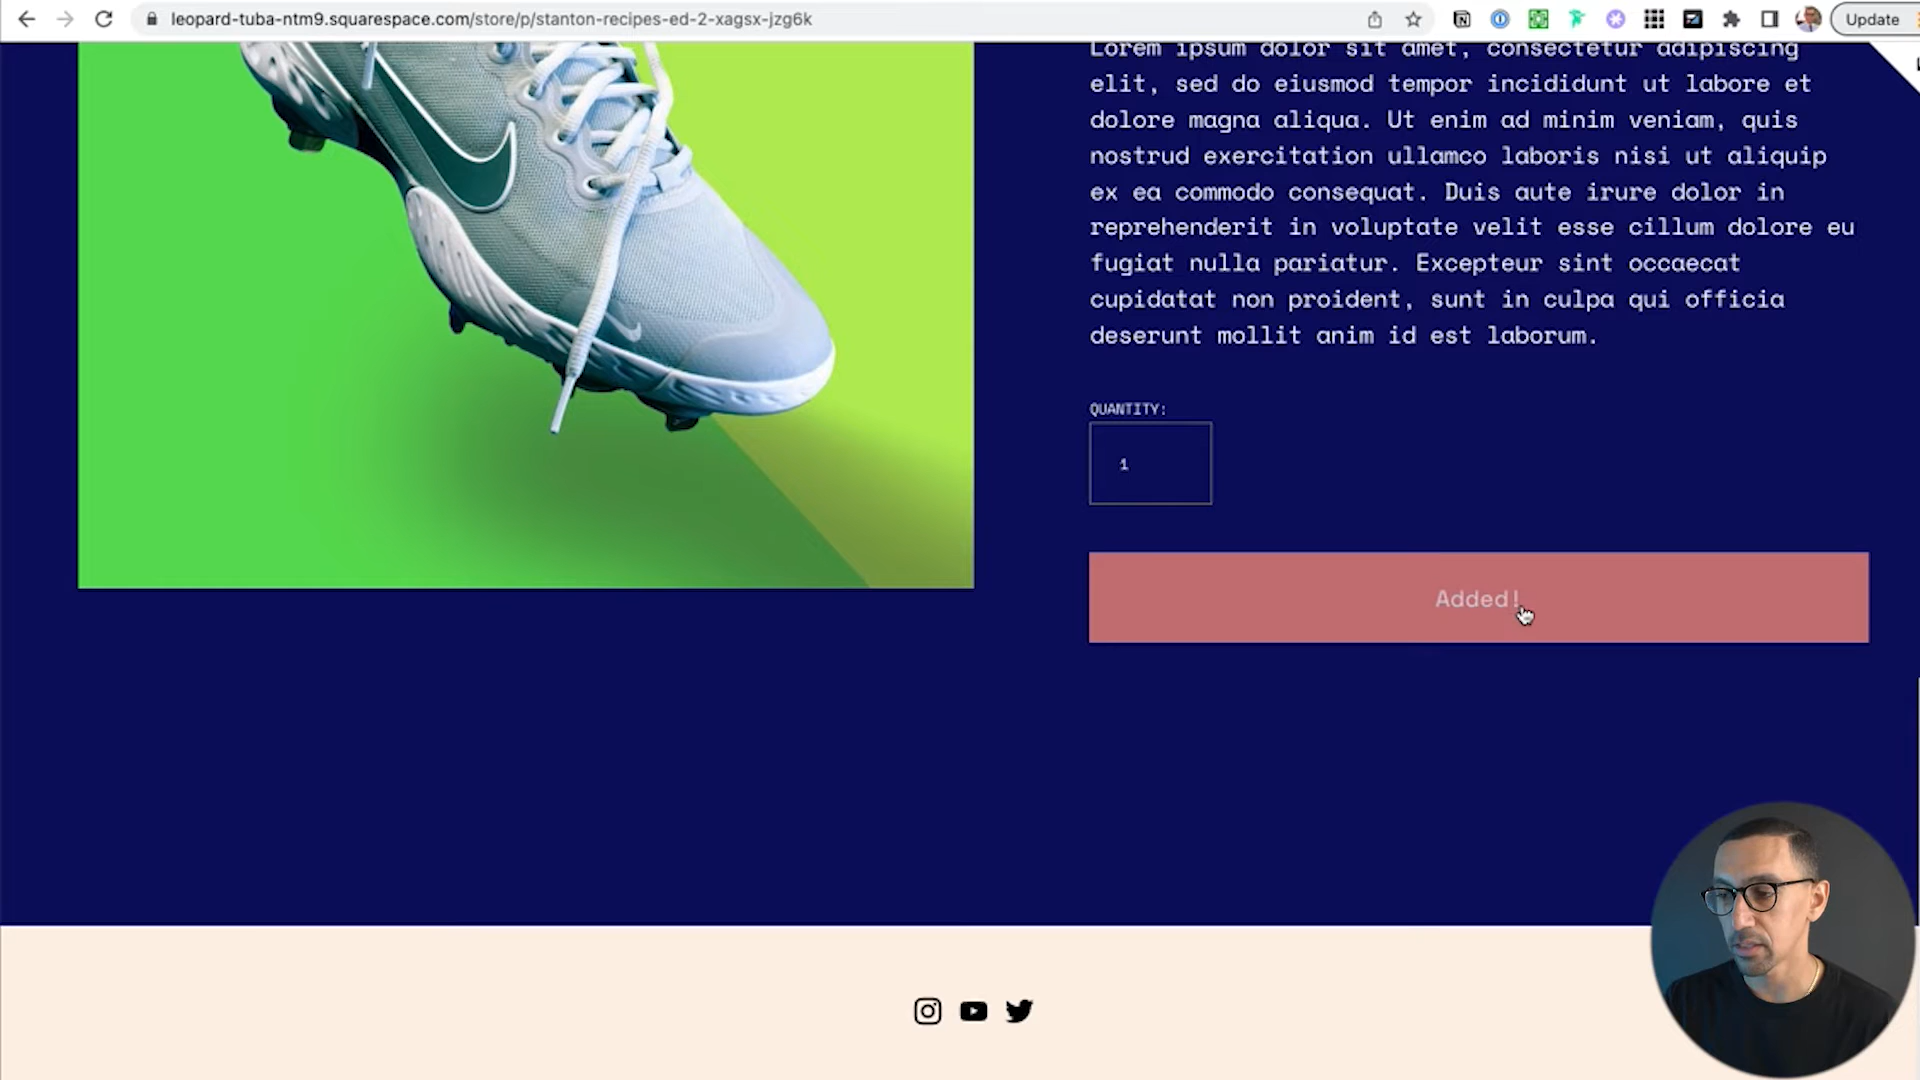 leopard-tuba-ntm9.squarespace.com/store/p/stanton-recipes-ed-2-xagsx-jzg6k
Update
Lorem ipsum dolor sit amet, consectetur adipiscing
elit, sed do eiusmod tempor incididunt ut labore et
dolore magna aliqua. Ut enim ad minim veniam, quis
nostrud exercitation ullamco laboris nisi ut aliquip
ex ea commodo consequat. Duis aute irure dolor in
reprehenderit in voluptate velit esse cillum dolore eu
fugiat nulla pariatur. Excepteur sint occaecat
cupidatat non proident, sunt in culpa qui officia
deserunt mollit anim id est laborum.
QUANTITY:
1
Added!